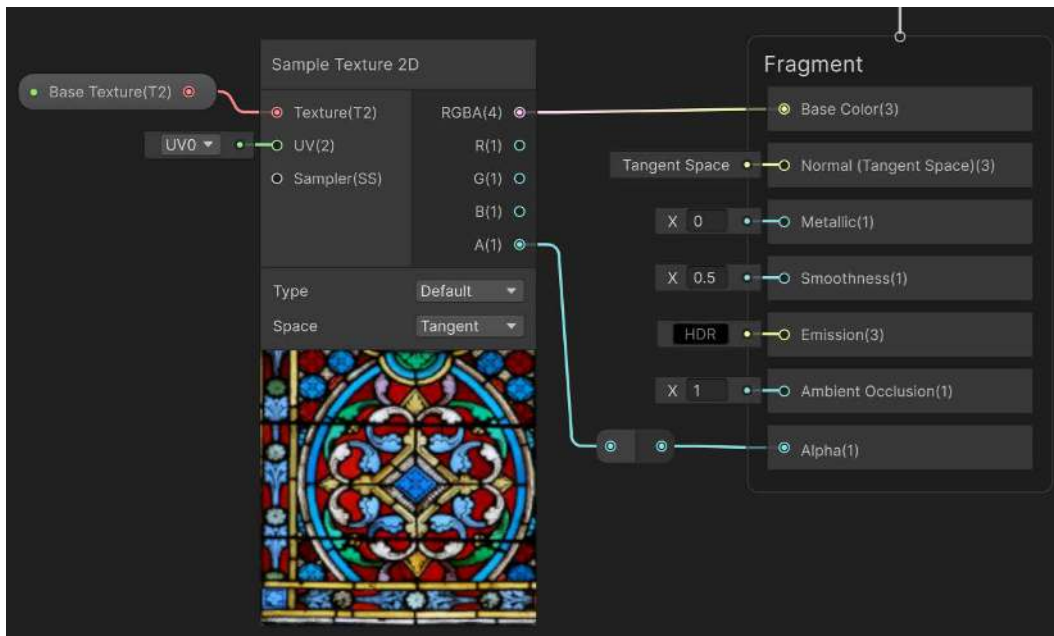 Base Texture(T2)
UV0
Sample Texture 2D
Texture(T2)
UV(2)
Sampler(SS)
RGBA(4)
R(1)
G(1)
B(1)
A(1)
Type Default
Space Tangent
Fragment
Base Color(3)
Tangent Space Normal (Tangent Space)(3)
X 0 Metallic(1)
X 0.5 Smoothness(1)
HDR Emission(3)
X 1 Ambient Occlusion(1)
Alpha(1)